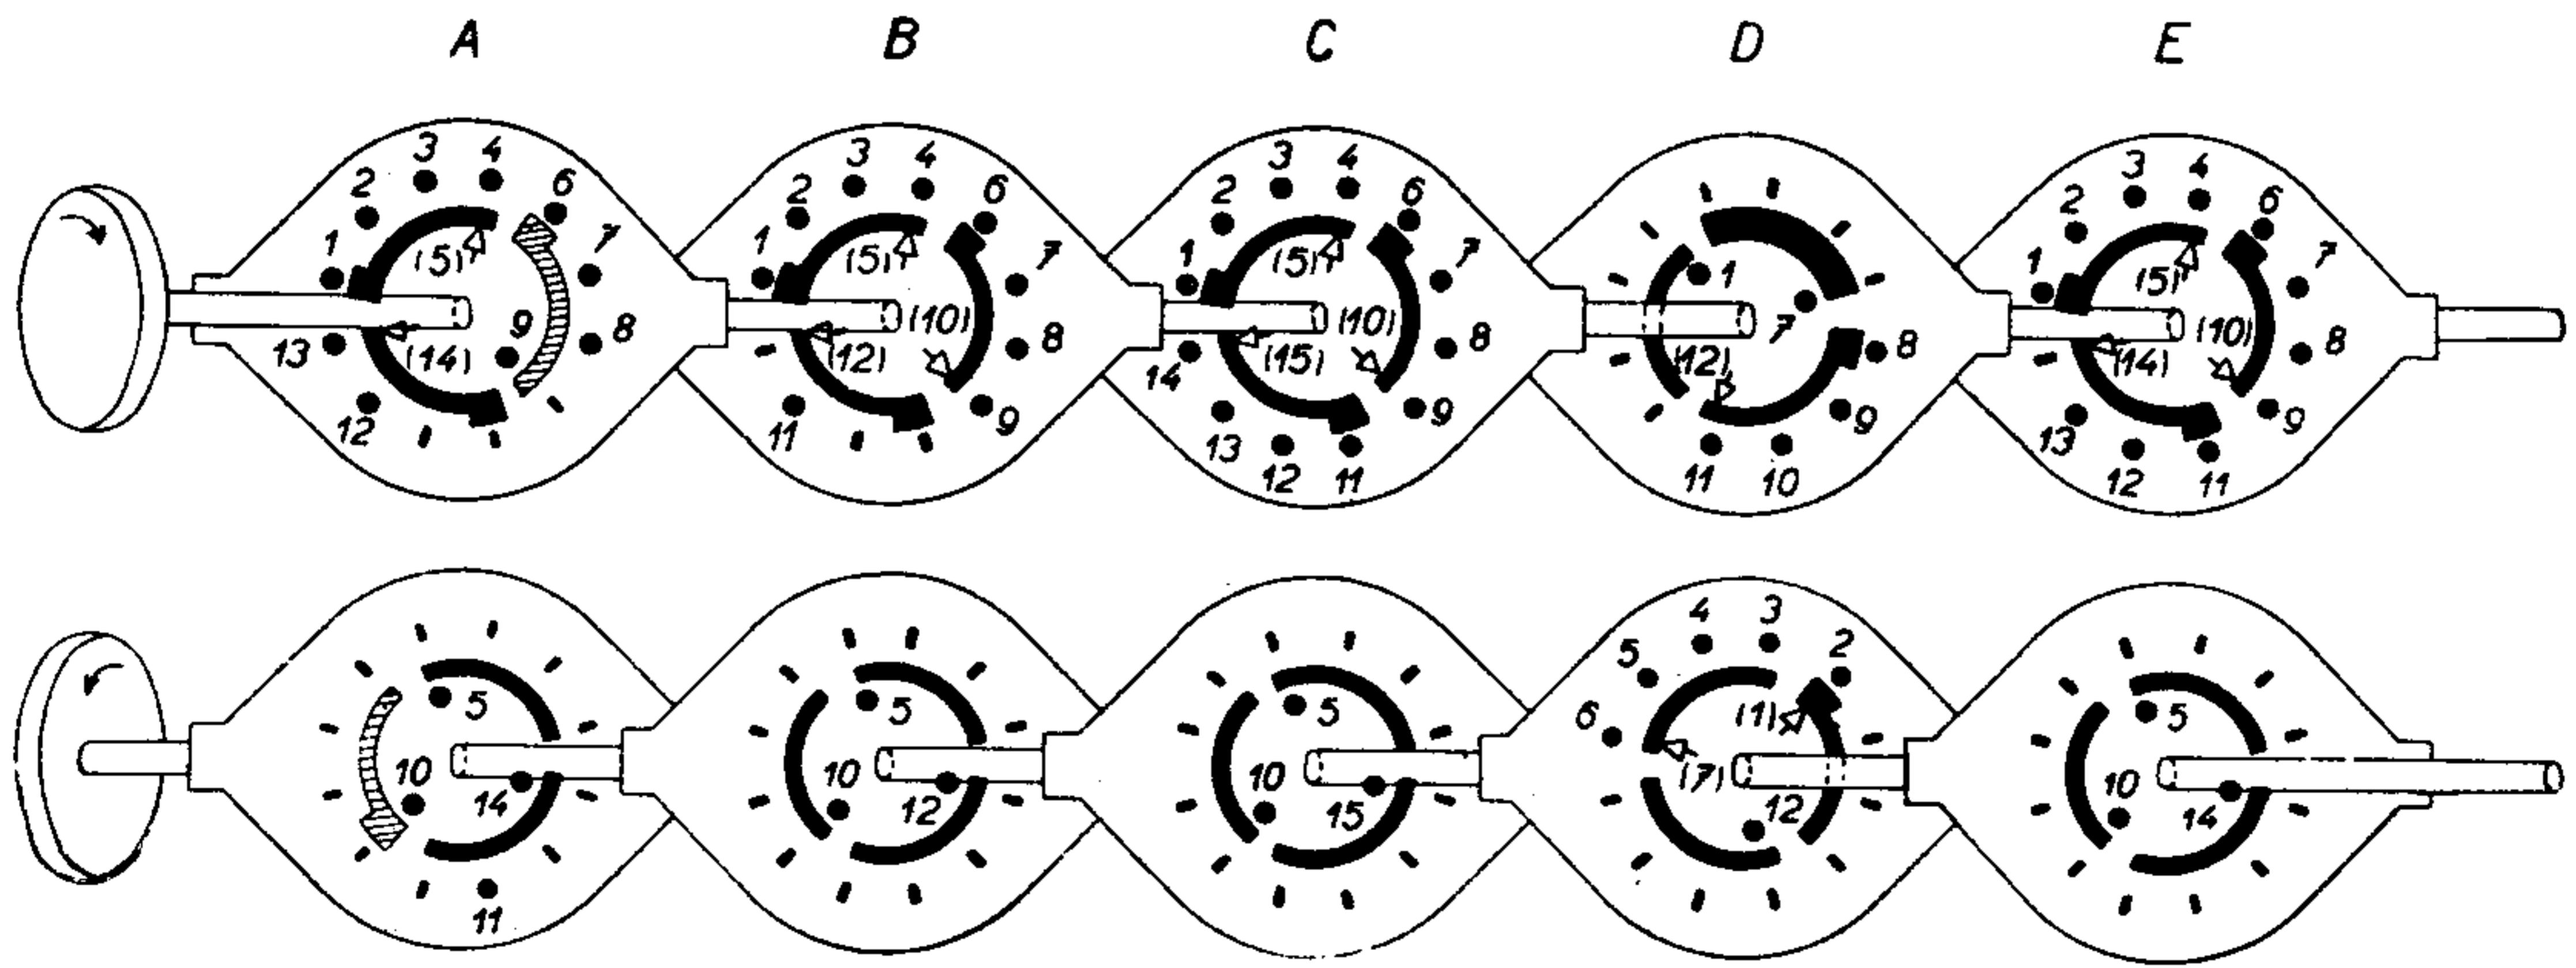 A B C D E
3 4 3 4 3 4 3 4
2 6 2 6 2 6 2 6
1 (5) 7 1 (5) 7 1 (5) 7 1 1 (5) 7
13 (14) 9 8 (12) (10) 8 14 (15) (10) 8 (12) 7 8 (14) (10) 8
12 11 9 13 9 9 13 9
12 11 11 10 12 11
4 3
5 2
5 5 5 6 (1) 5
10 14 10 12 10 15 (7) 12 10 14
11